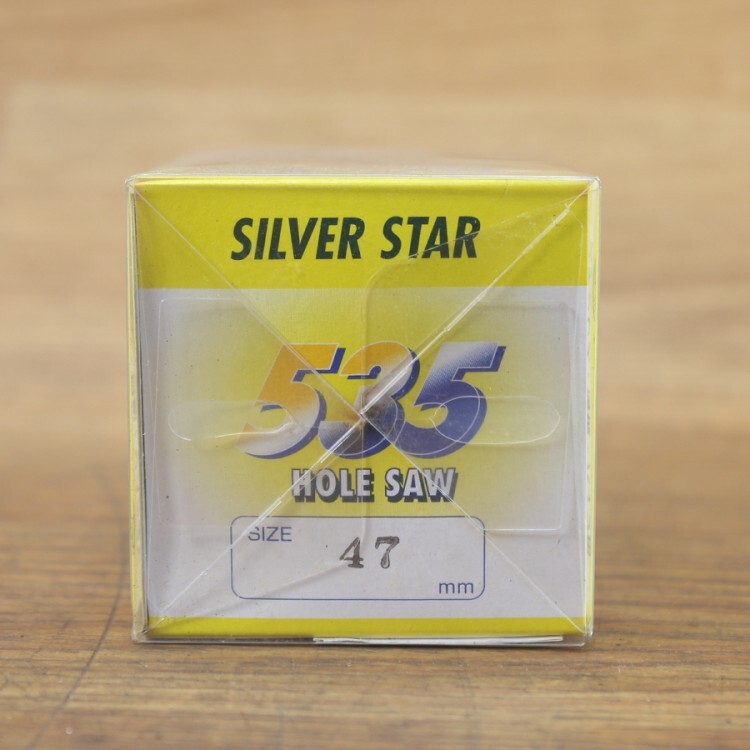 SILVER STAR
535
HOLE SAW
SIZE
47
mm